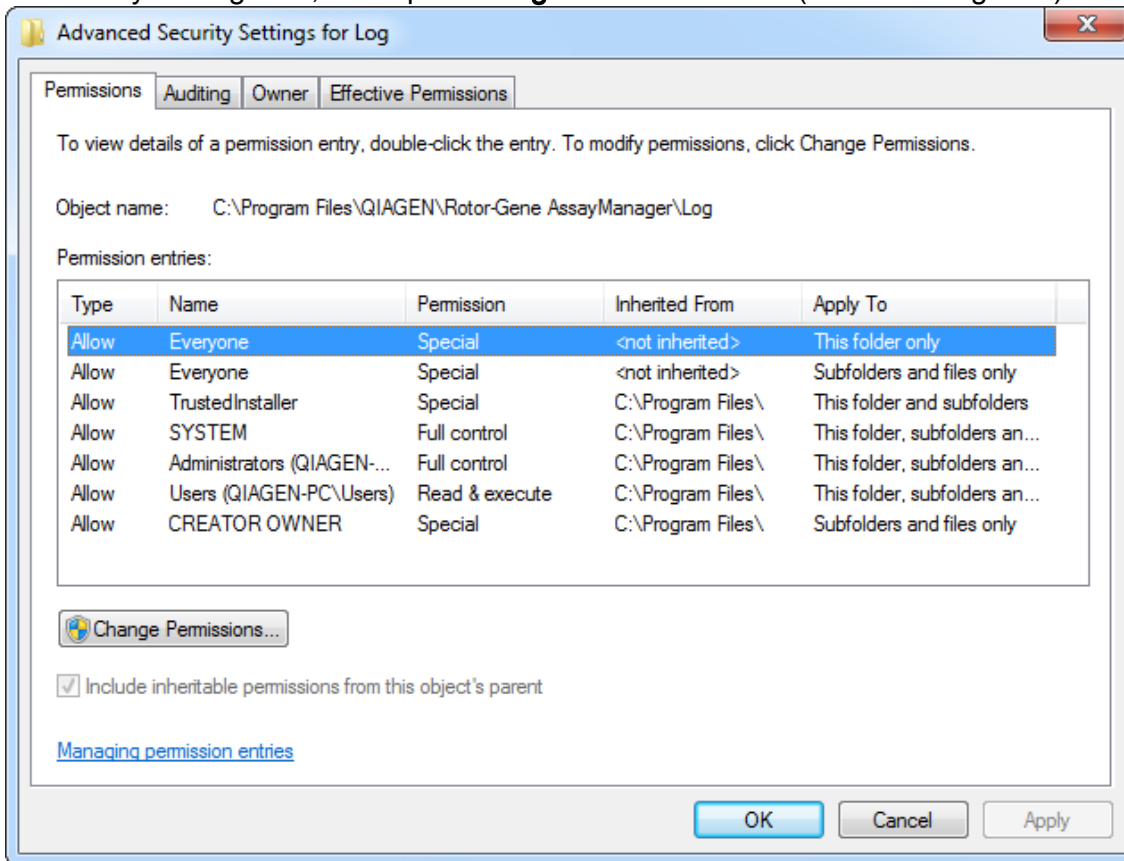 Advanced Security Settings for Log
Permissions Auditing Owner Effective Permissions
To view details of a permission entry, double-click the entry. To modify permissions, click Change Permissions.
Object name: C:\Program Files\QIAGEN\Rotor-Gene AssayManager\Log
Permission entries:
Type Name Permission Inherited From Apply To
Allow Everyone Special <not inherited> This folder only
Allow Everyone Special <not inherited> Subfolders and files only
Allow TrustedInstaller Special C:\Program Files\ This folder and subfolders
Allow SYSTEM Full control C:\Program Files\ This folder, subfolders an...
Allow Administrators (QIAGEN-... Full control C:\Program Files\ This folder, subfolders an...
Allow Users (QIAGEN-PC\Users) Read & execute C:\Program Files\ This folder, subfolders an...
Allow CREATOR OWNER Special C:\Program Files\ Subfolders and files only
Change Permissions...
Include inheritable permissions from this object's parent
Managing permission entries
OK Cancel Apply